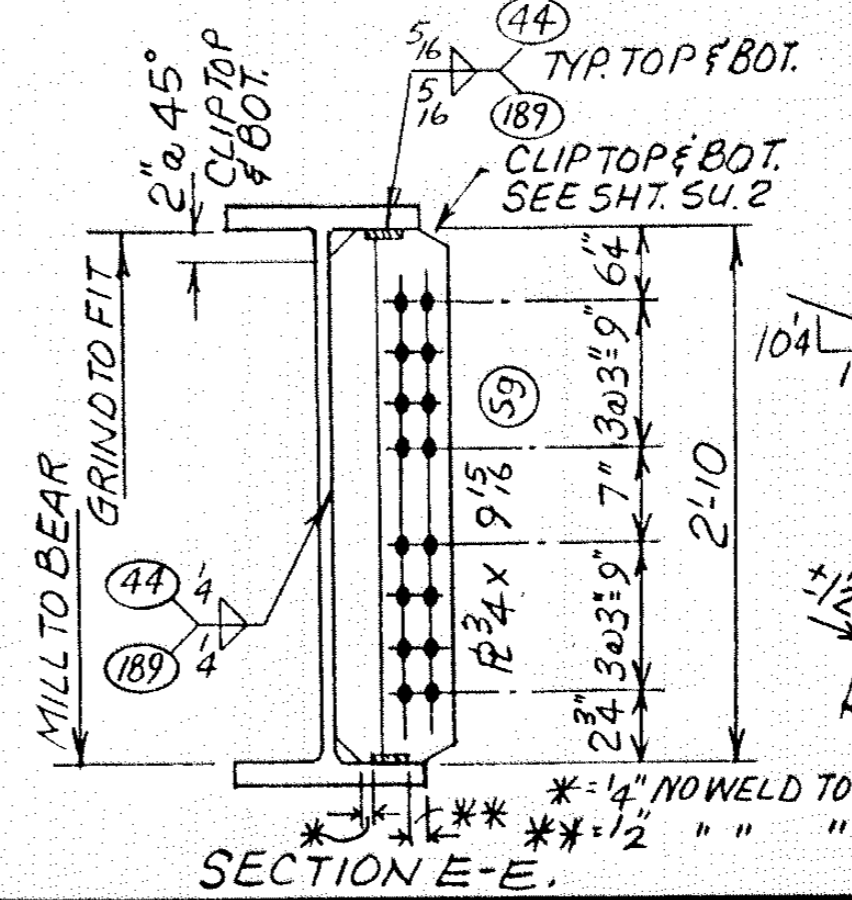 5/16
5/16
44
189
TYP. TOP & BOT.
2" @ 45°
CLIP TOP
& BOT.
CLIP TOP & BOT.
SEE SHT. SU.2
GRIND TO FIT
MILL TO BEAR
44
189
1/4
1/4
59
PL 3/4 x 9 15/16
6 1/4"
3@3"=9"
7"
3@3"=9"
2 3/4"
2'-10
10 1/4
* = 1/4" NO WELD TO
** = 1/2" " " "
*
**
SECTION E-E.